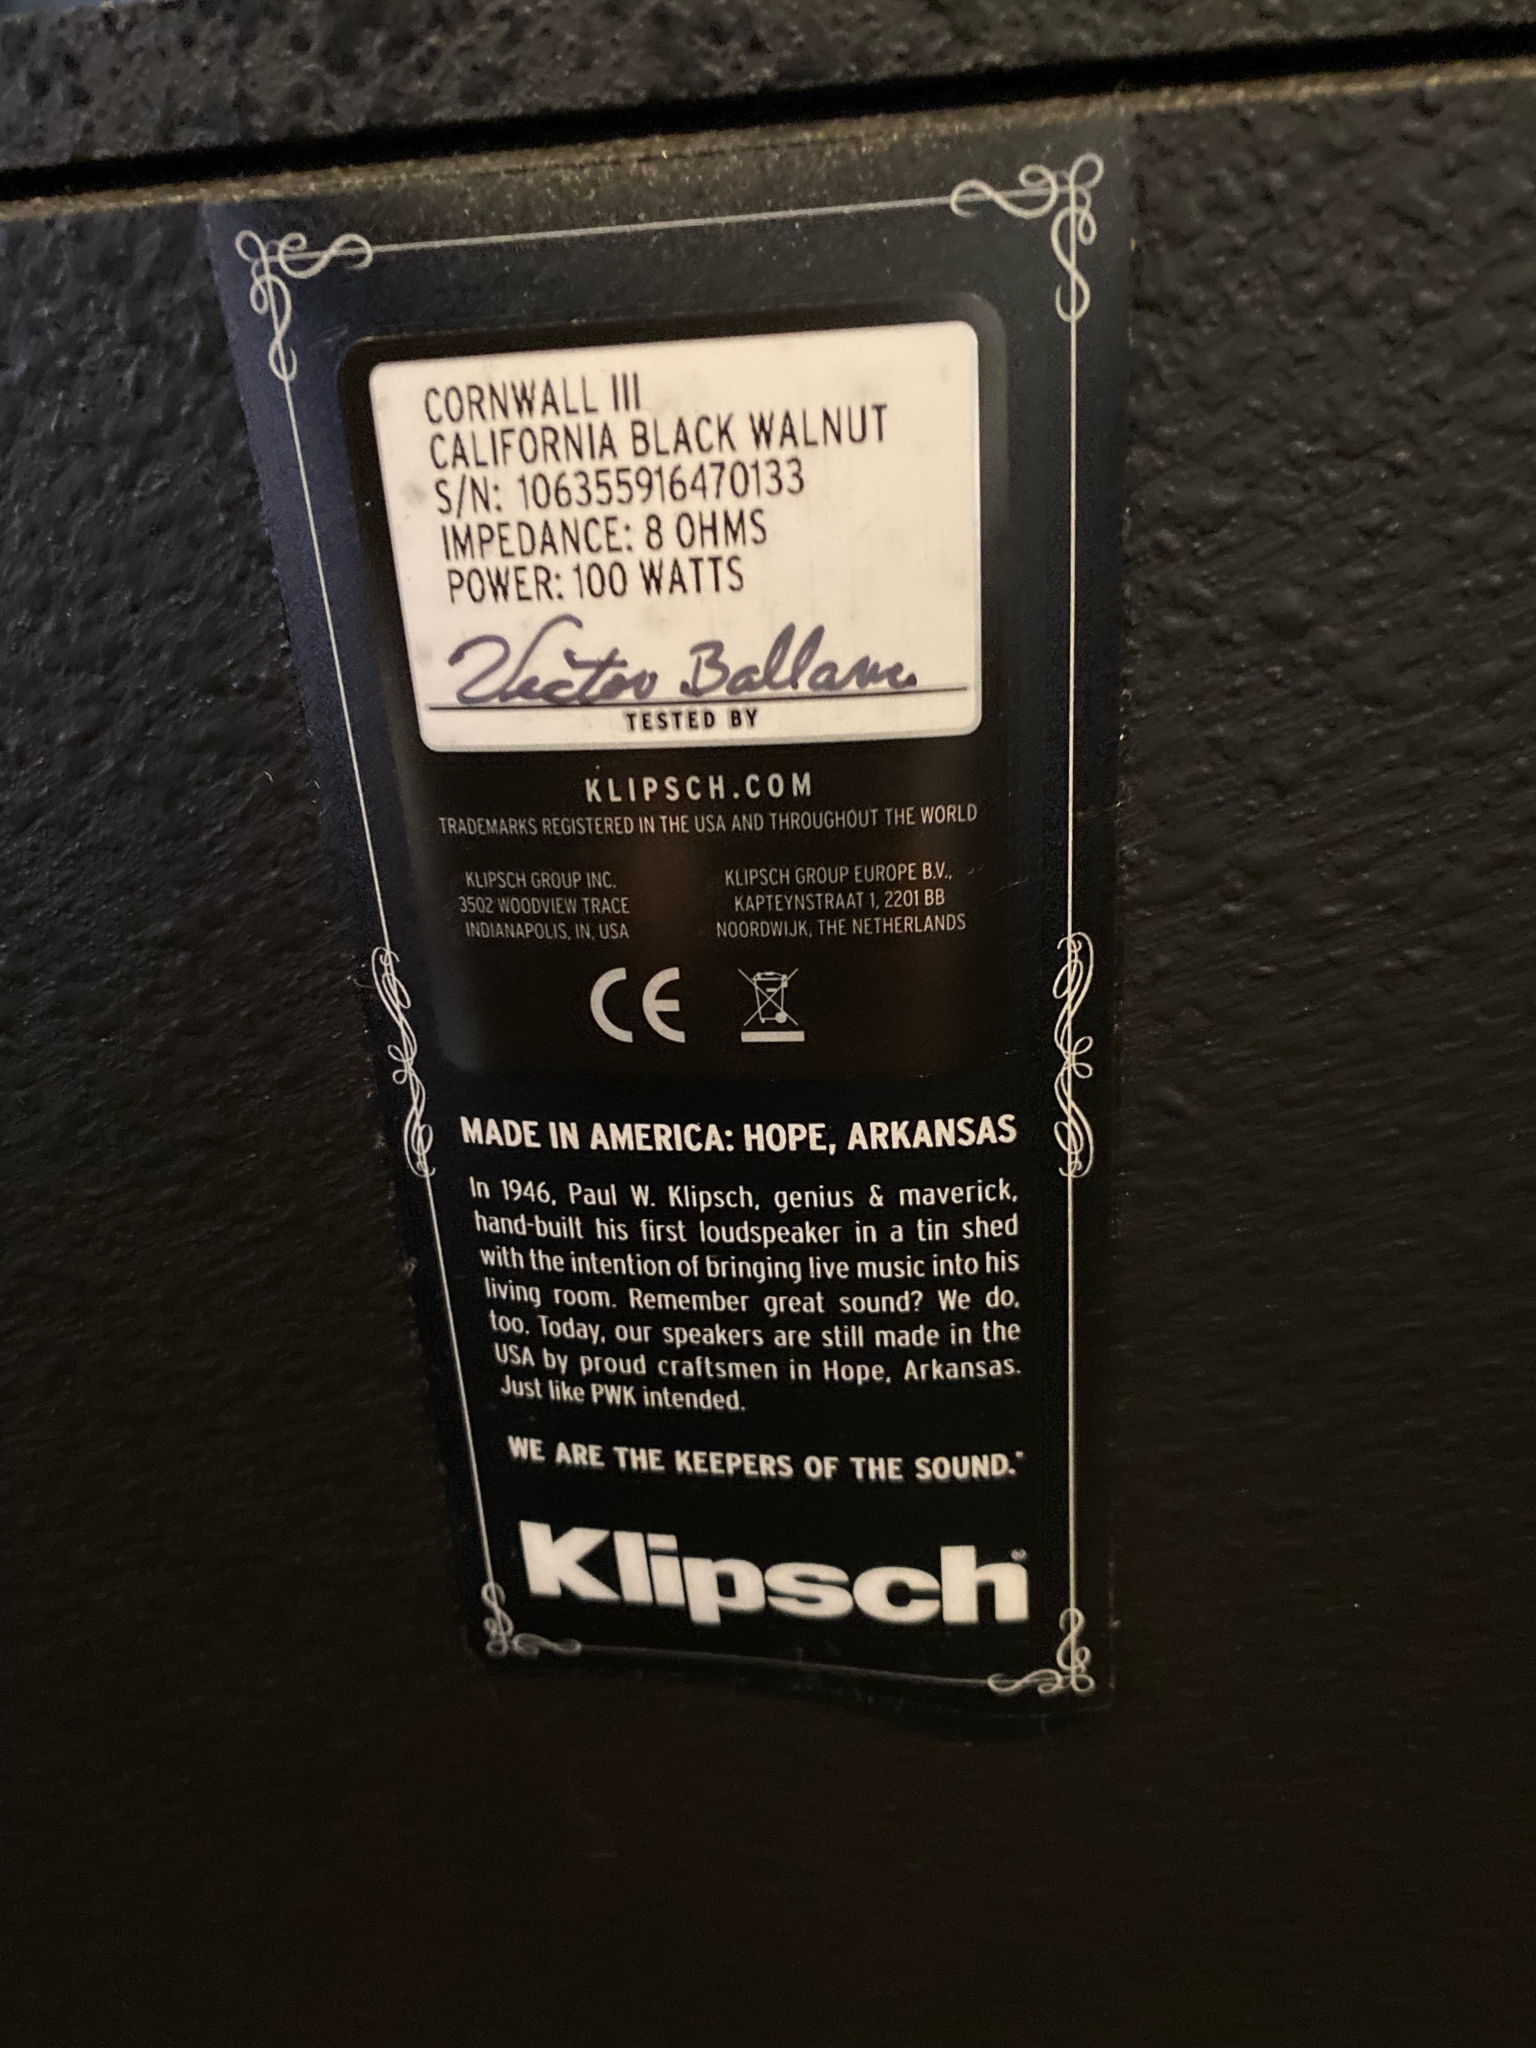 CORNWALL III
CALIFORNIA BLACK WALNUT
S/N: 106355916470133
IMPEDANCE: 8 OHMS
POWER: 100 WATTS
Victor
TESTED BY
KLIPSCH.COM
TRADEMARKS REGISTERED IN THE USA AND THROUGHOUT THE WORLD
KLIPSCH GROUP INC.
3502 WOODVIEW TRACE
INDIANAPOLIS, IN, USA
KLIPSCH GROUP EUROPE B.V.,
KAPTEYNSTRAAT 1, 2201 BB
NOORDWIJK, THE NETHERLANDS
CE
MADE IN AMERICA: HOPE, ARKANSAS
In 1946, Paul W. Klipsch, genius & maverick,
hand-built his first loudspeaker in a tin shed
with the intention of bringing live music into his
living room. Remember great sound? We do,
too. Today, our speakers are still made in the
USA by proud craftsmen in Hope, Arkansas.
Just like PWK intended.
WE ARE THE KEEPERS OF THE SOUND.
Klipsch®